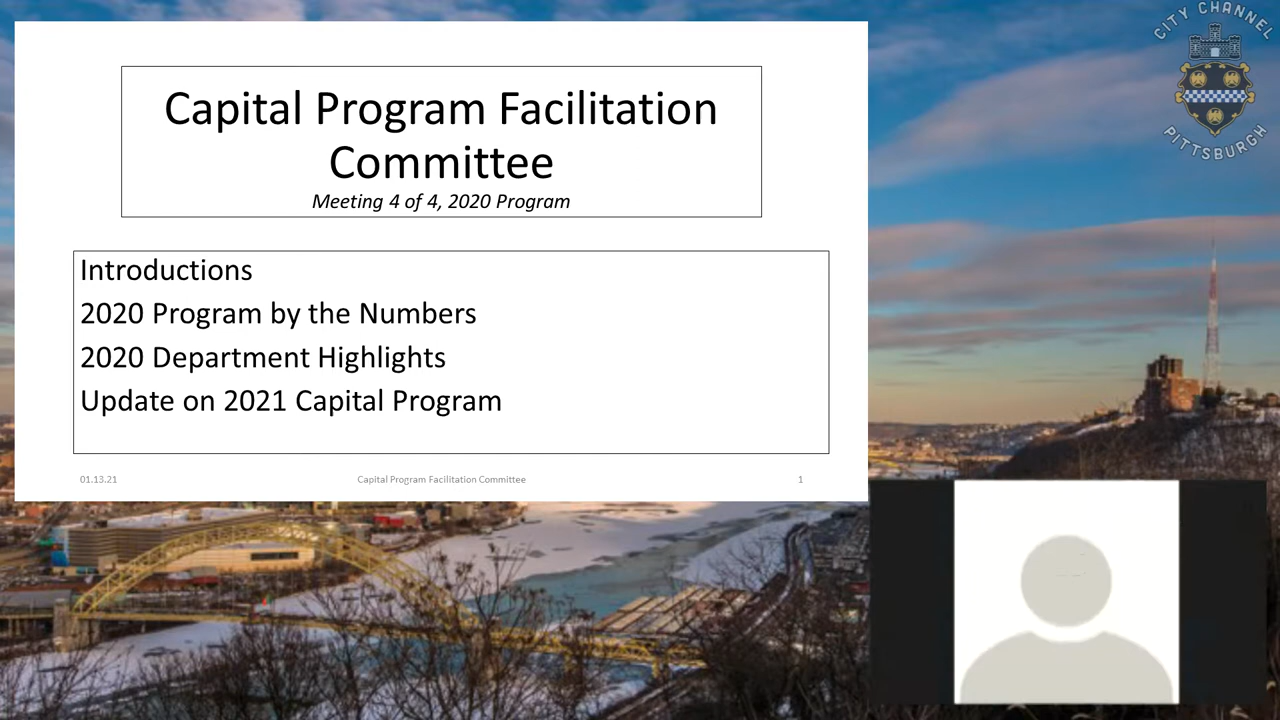 Capital Program Facilitation
Committee
Meeting 4 of 4, 2020 Program
Introductions
2020 Program by the Numbers
2020 Department Highlights
Update on 2021 Capital Program
01.13.21
Capital Program Facilitation Committee
1
CITY CHANNEL
PITTSBURGH